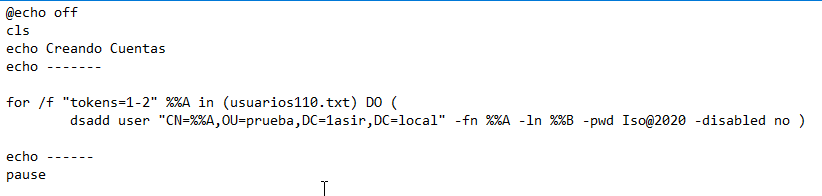 @echo off
cls
echo Creando Cuentas
echo -------
for /f "tokens=1-2" %%A in (usuarios110.txt) DO (
dsadd user "CN=%%A,OU=prueba,DC=1asir,DC=local" -fn %%A -ln %%B -pwd Iso@2020 -disabled no )
echo ------
pause